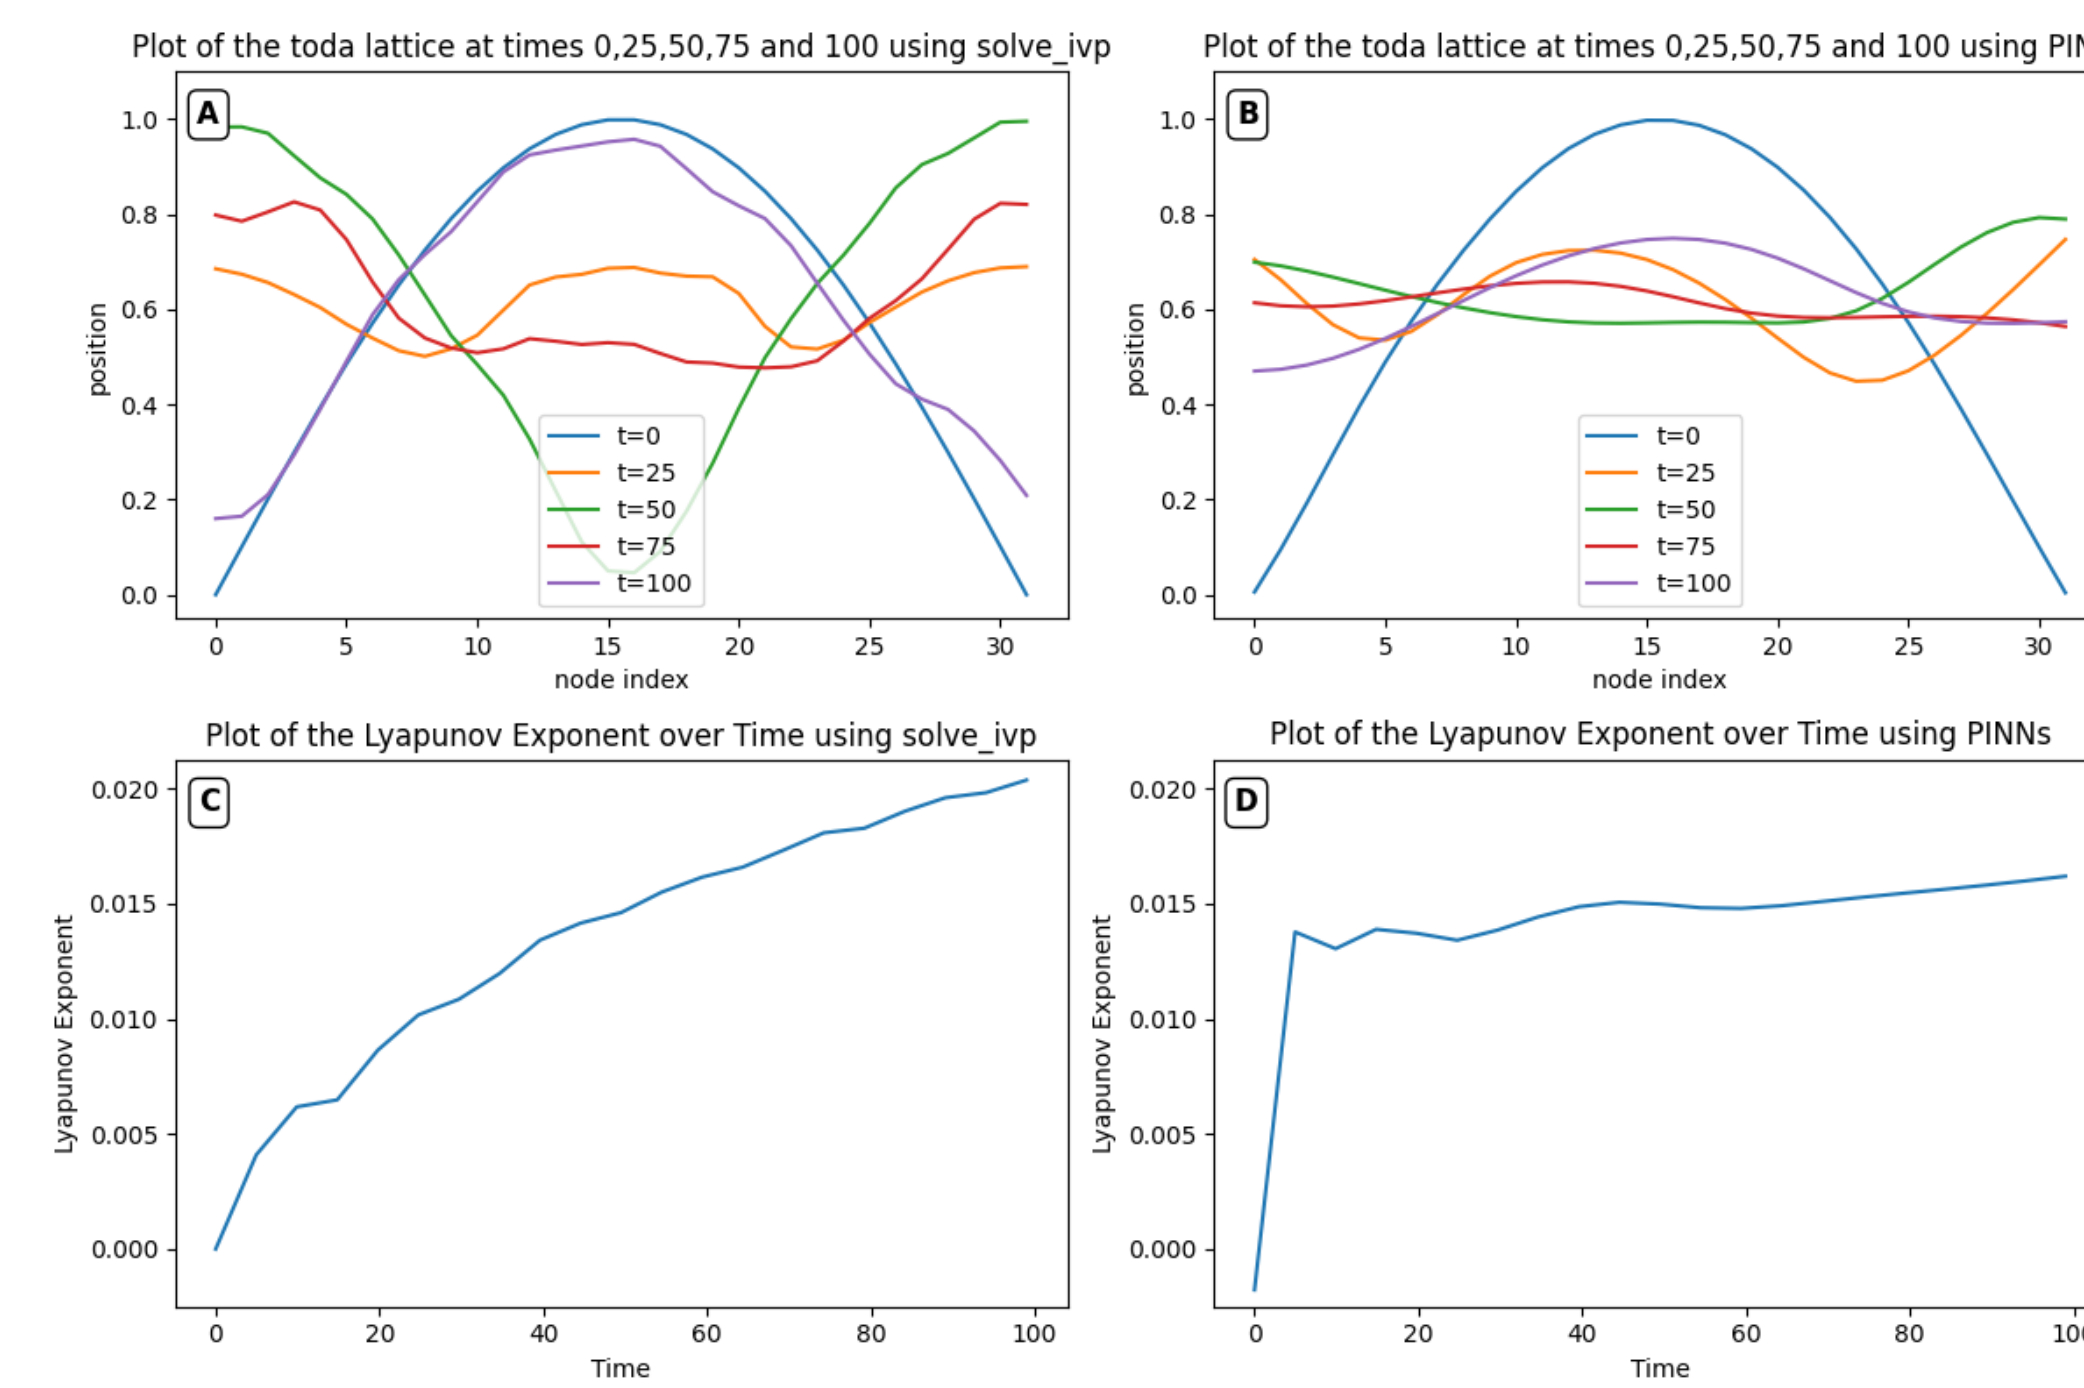 Plot of the toda lattice at times 0,25,50,75 and 100 using solve_ivp
A
1.0
0.8
0.6
0.4
0.2
0.0
position
t=0
t=25
t=50
t=75
t=100
0 5 10 15 20 25 30
node index
Plot of the toda lattice at times 0,25,50,75 and 100 using
B
1.0
0.8
0.6
0.4
0.2
0.0
position
t=0
t=25
t=50
t=75
t=100
0 5 10 15 20 25 30
node index
Plot of the Lyapunov Exponent over Time using solve_ivp
C
0.020
0.015
0.010
0.005
0.000
Lyapunov Exponent
0 20 40 60 80 100
Time
Plot of the Lyapunov Exponent over Time using PINNs
D
0.020
0.015
0.010
0.005
0.000
Lyapunov Exponent
0 20 40 60 80
Time